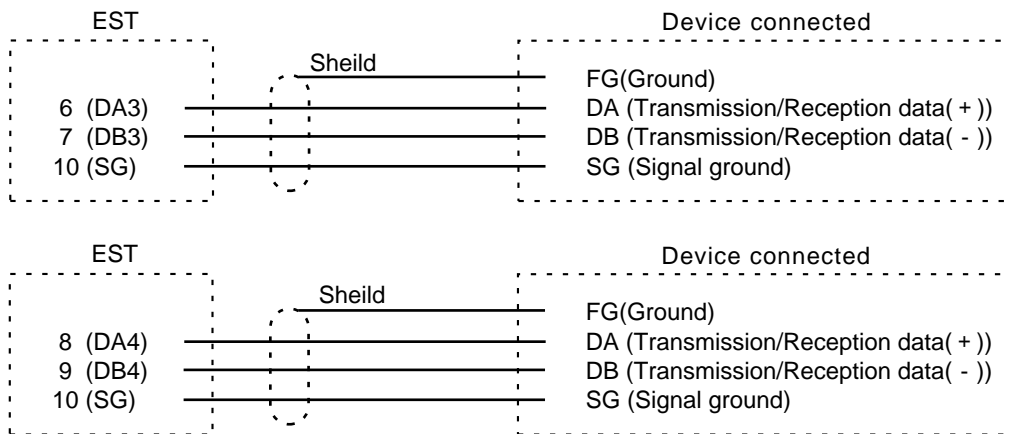 EST Device connected
Sheild
FG(Ground)
6 (DA3) DA (Transmission/Reception data( + ))
7 (DB3) DB (Transmission/Reception data( - ))
10 (SG) SG (Signal ground)
EST Device connected
Sheild
FG(Ground)
8 (DA4) DA (Transmission/Reception data( + ))
9 (DB4) DB (Transmission/Reception data( - ))
10 (SG) SG (Signal ground)